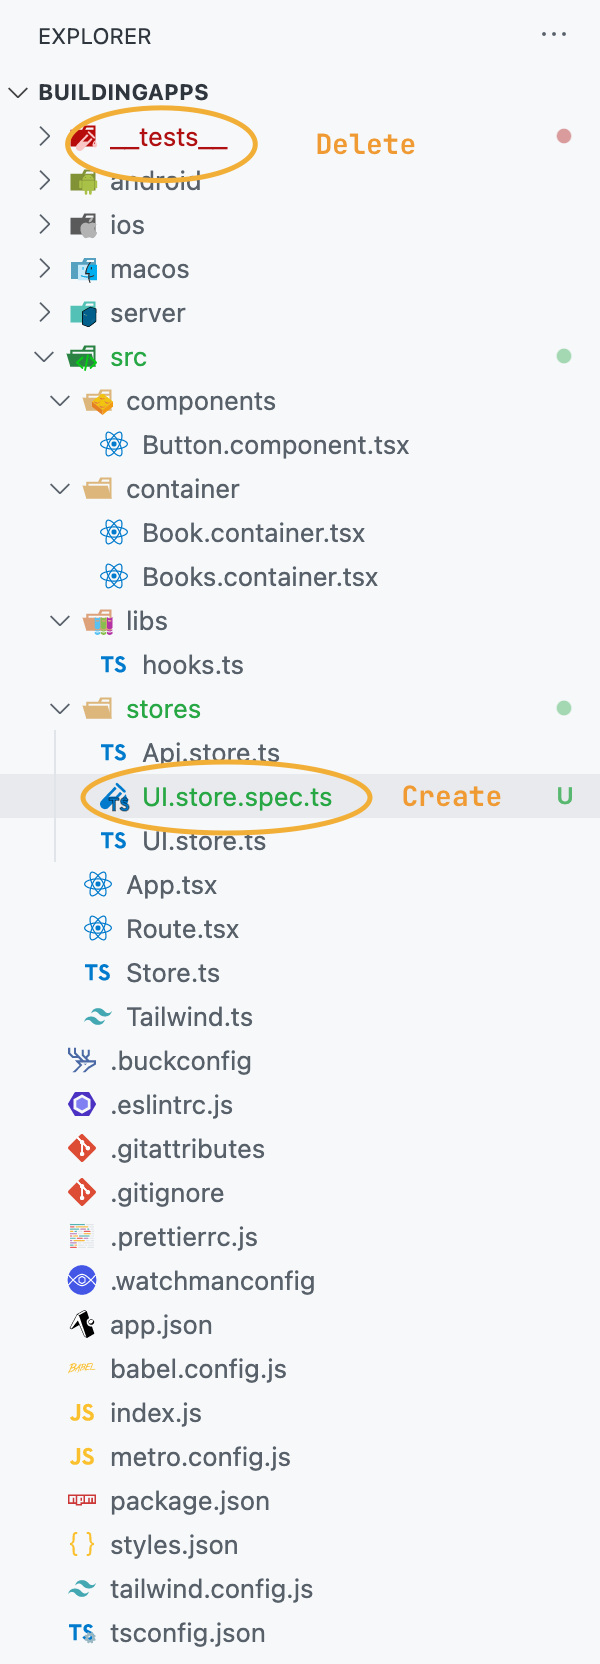 EXPLORER ···
BUILDINGAPPS
__tests__ Delete
android
ios
macos
server
src
components
Button.component.tsx
container
Book.container.tsx
Books.container.tsx
libs
TS hooks.ts
stores
TS Api.store.ts
TS UI.store.spec.ts Create U
TS UI.store.ts
App.tsx
Route.tsx
TS Store.ts
Tailwind.ts
.buckconfig
.eslintrc.js
.gitattributes
.gitignore
.prettierrc.js
.watchmanconfig
app.json
BABEL babel.config.js
JS index.js
JS metro.config.js
npm package.json
{ } styles.json
tailwind.config.js
TS tsconfig.json